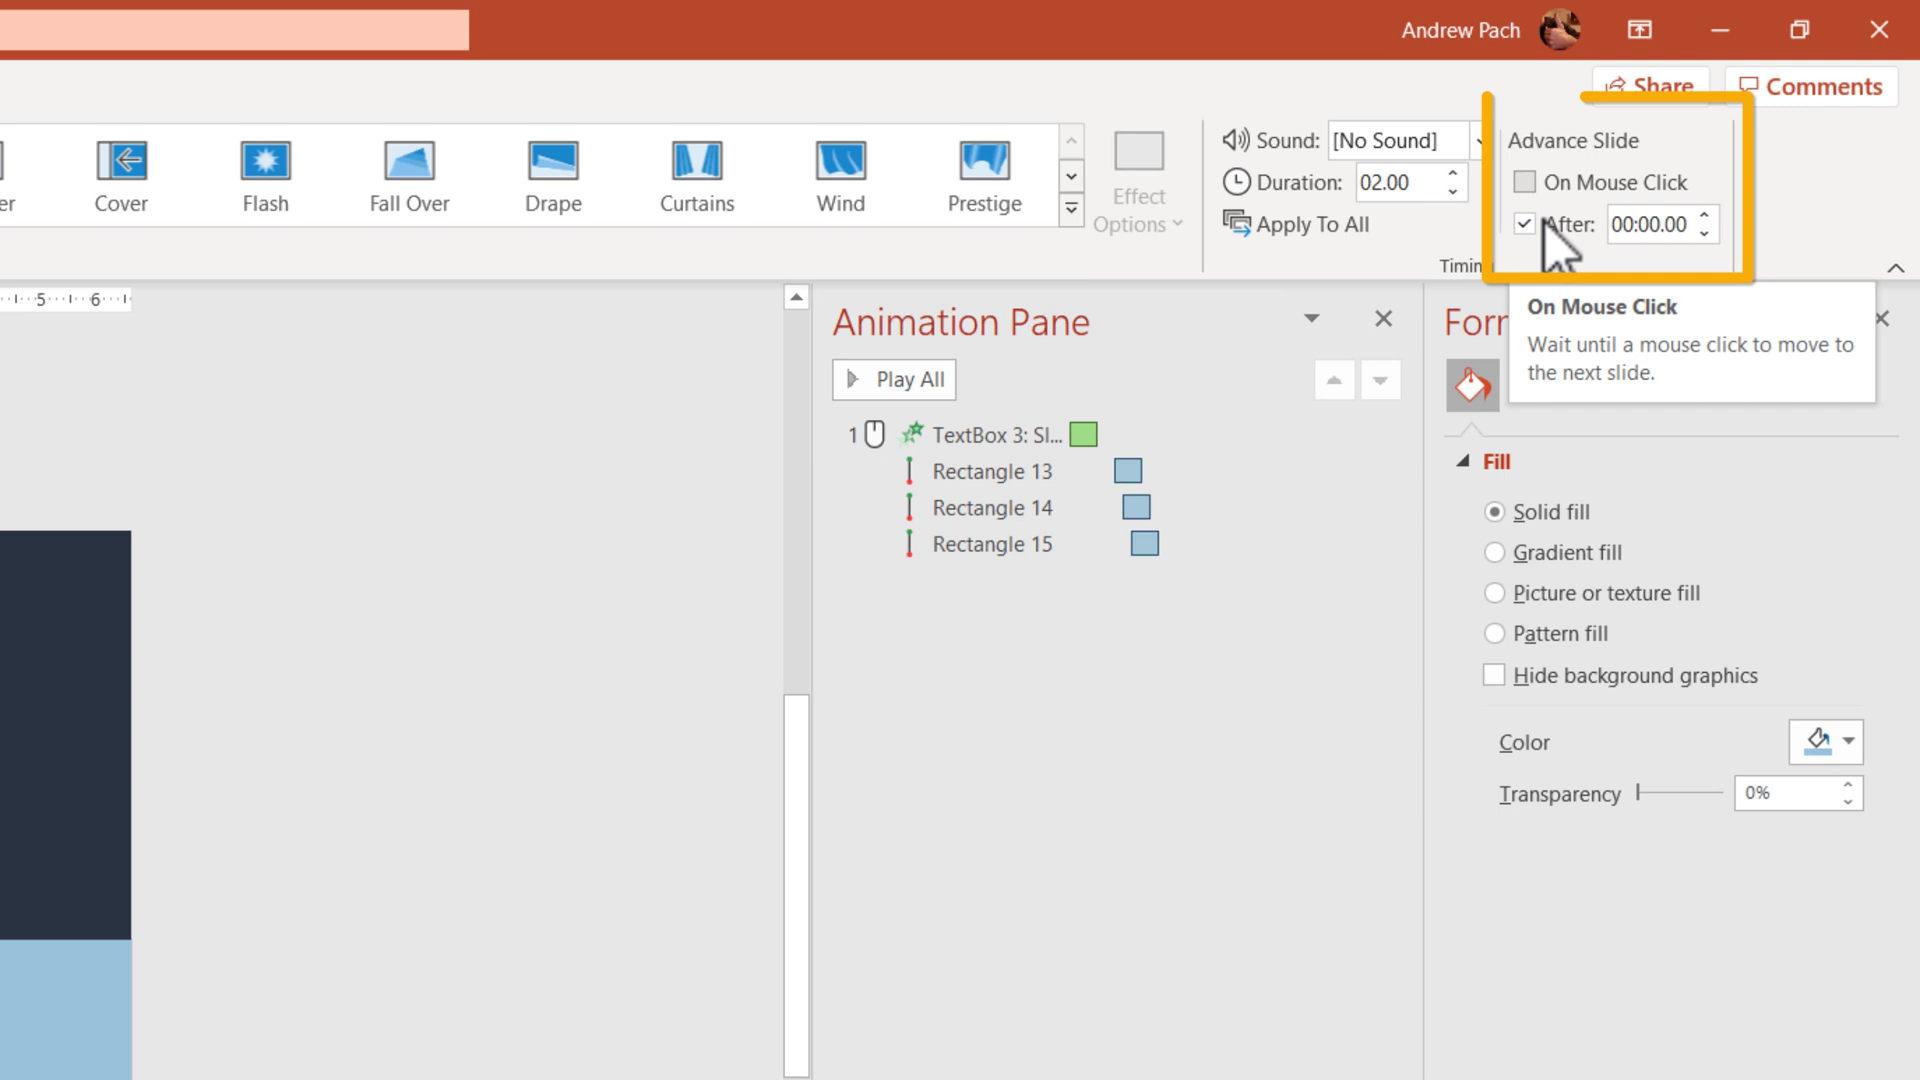 Andrew Pach
Share
Comments
er
Cover
Flash
Fall Over
Drape
Curtains
Wind
Prestige
Effect
Options
Sound: [No Sound]
Duration: 02.00
Apply To All
Advance Slide
On Mouse Click
After: 00:00.00
On Mouse Click
Wait until a mouse click to move to
the next slide.
5 6
Animation Pane
Play All
1 TextBox 3: Sl...
Rectangle 13
Rectangle 14
Rectangle 15
Fill
Solid fill
Gradient fill
Picture or texture fill
Pattern fill
Hide background graphics
Color
Transparency 0%